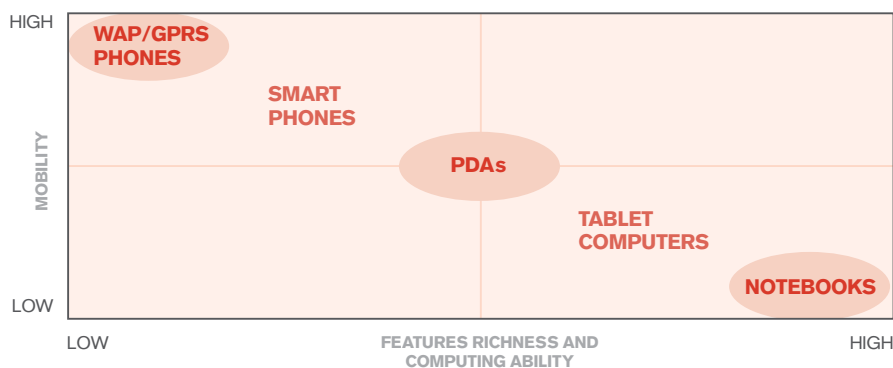 HIGH
WAP/GPRS
PHONES
SMART
PHONES
MOBILITY
PDAs
TABLET
COMPUTERS
NOTEBOOKS
LOW
LOW
FEATURES RICHNESS AND
COMPUTING ABILITY
HIGH